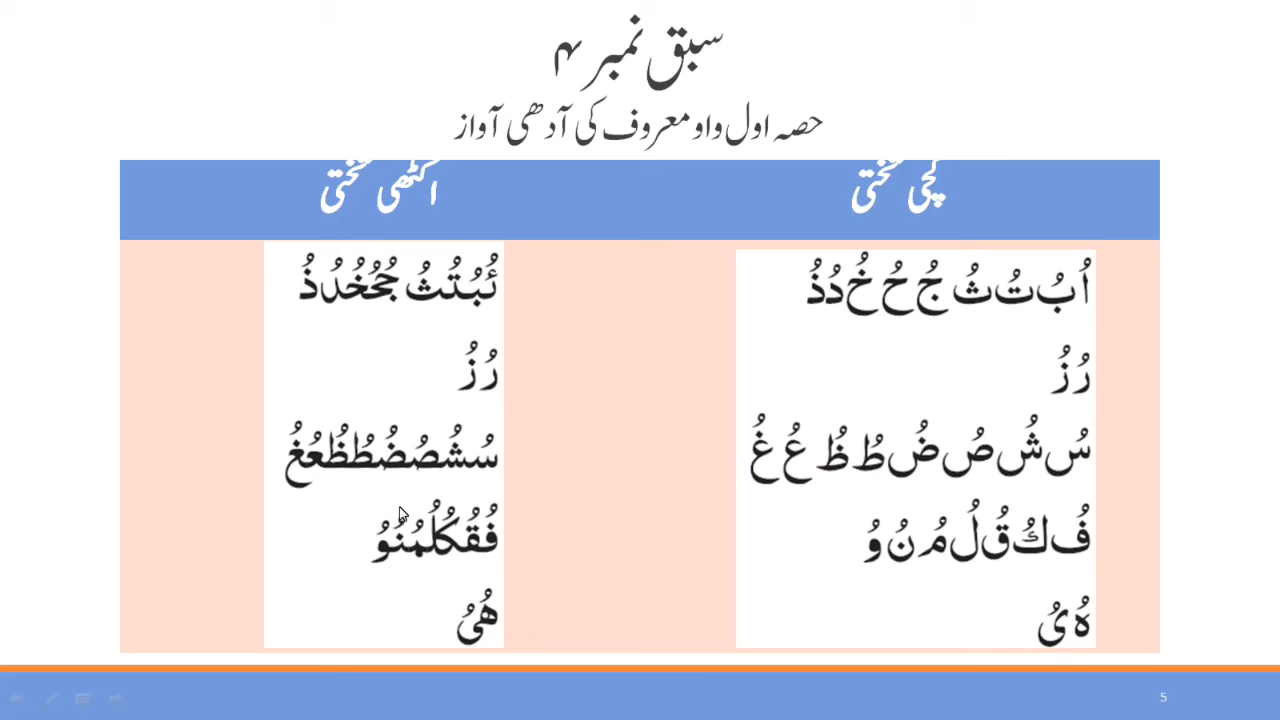 سبق نمبر ۴
حصہ اول واو معروف کی آدھی آواز
کچی تختی
اُ بُ تُ ثُ جُ حُ خُ دُ ذُ
رُ زُ
سُ شُ صُ ضُ طُ ظُ عُ غُ
فُ كُ قُ لُ مُ نُ وُ
هُ یُ
اکٹھی تختی
ئُبُتُثُ جُحُخُدُ ذُ
رُ زُ
سُشُصُضُطُظُعُغُ
فُقُكُلُمُنُوُ
هُیُ
5